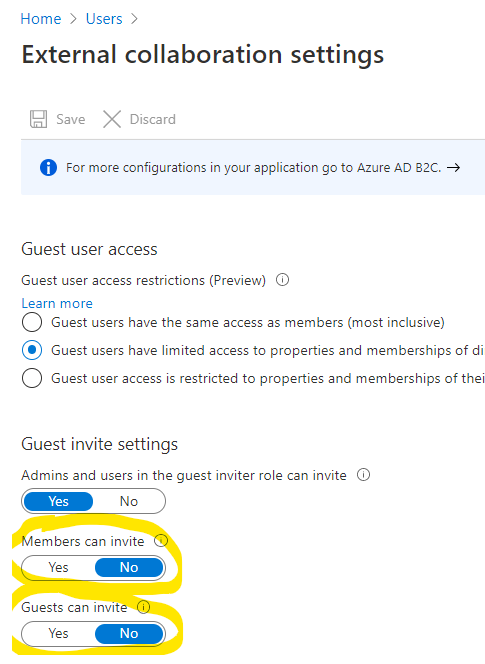 Home > Users >
External collaboration settings
Save Discard
For more configurations in your application go to Azure AD B2C. →
Guest user access
Guest user access restrictions (Preview)
Learn more
Guest users have the same access as members (most inclusive)
Guest users have limited access to properties and memberships of di
Guest user access is restricted to properties and memberships of thei
Guest invite settings
Admins and users in the guest inviter role can invite
Yes No
Members can invite
Yes No
Guests can invite
Yes No